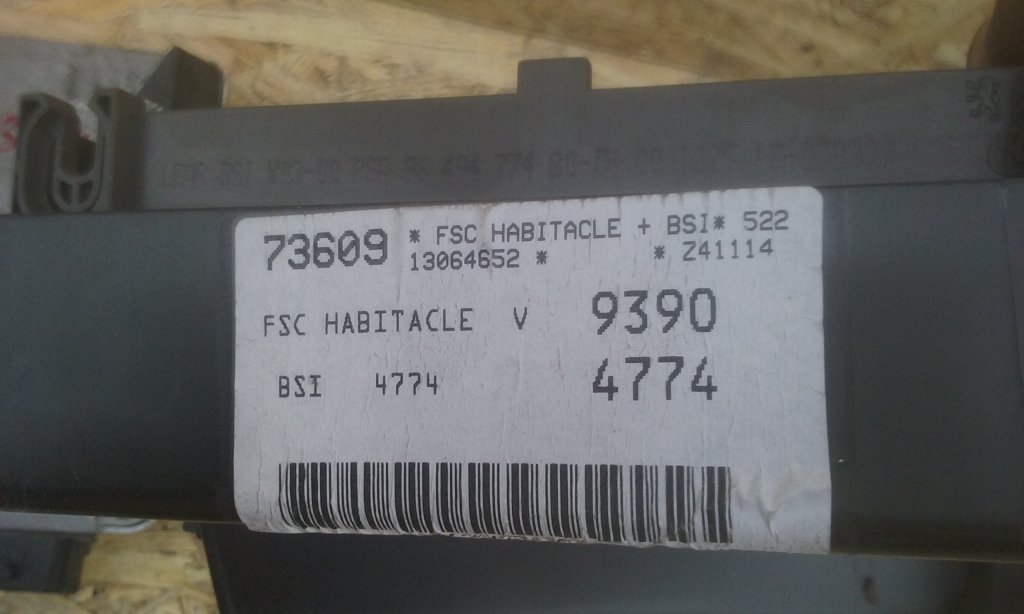 73609 * FSC HABITACLE + BSI* 522
13064652 * * Z41114
FSC HABITACLE V 9390
BSI 4774 4774